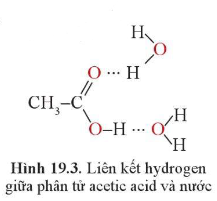 H
O
O ··· H
CH₃–C
O–H ··· O
H
H
Hình 19.3. Liên kết hydrogen
giữa phân tử acetic acid và nước